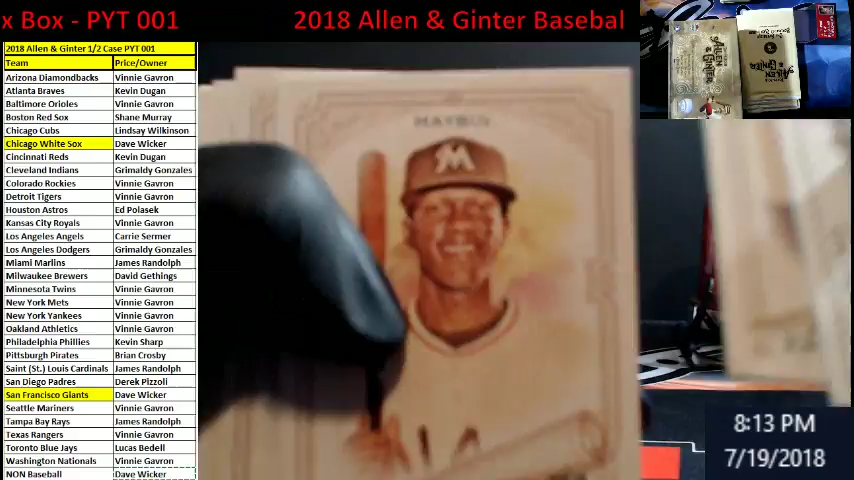 x Box - PYT 001
2018 Allen & Ginter Basebal
2018 Allen & Ginter 1/2 Case PYT 001
Team Price/Owner
Arizona Diamondbacks Vinnie Gavron
Atlanta Braves Kevin Dugan
Baltimore Orioles Vinnie Gavron
Boston Red Sox Shane Murray
Chicago Cubs Lindsay Wilkinson
Chicago White Sox Dave Wicker
Cincinnati Reds Kevin Dugan
Cleveland Indians Grimaldy Gonzales
Colorado Rockies Vinnie Gavron
Detroit Tigers Vinnie Gavron
Houston Astros Ed Polasek
Kansas City Royals Vinnie Gavron
Los Angeles Angels Carrie Sermer
Los Angeles Dodgers Grimaldy Gonzales
Miami Marlins James Randolph
Milwaukee Brewers David Gethings
Minnesota Twins Vinnie Gavron
New York Mets Vinnie Gavron
New York Yankees Vinnie Gavron
Oakland Athletics Vinnie Gavron
Philadelphia Phillies Kevin Sharp
Pittsburgh Pirates Brian Crosby
Saint (St.) Louis Cardinals James Randolph
San Diego Padres Derek Pizzoli
San Francisco Giants Dave Wicker
Seattle Mariners Vinnie Gavron
Tampa Bay Rays James Randolph
Texas Rangers Vinnie Gavron
Toronto Blue Jays Lucas Bedell
Washington Nationals Vinnie Gavron
NON Baseball Dave Wicker
MAYBIN
M
ALLEN & GINTER
ALLEN & GINTER
8:13 PM
7/19/2018